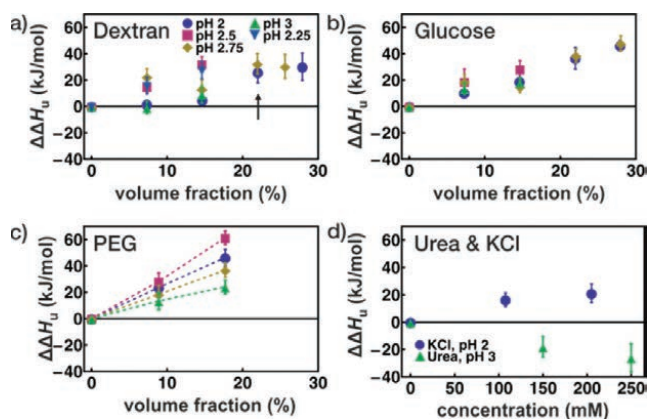 a) Dextran
pH 2 pH 3
pH 2.5 pH 2.25
pH 2.75
ΔΔHu (kJ/mol)
60
40
20
0
−20
−40
0 10 20 30
volume fraction (%)
b) Glucose
ΔΔHu (kJ/mol)
60
40
20
0
−20
−40
0 10 20 30
volume fraction (%)
c) PEG
ΔΔHu (kJ/mol)
60
40
20
0
−20
−40
0 10 20 30
volume fraction (%)
d) Urea & KCl
ΔΔHu (kJ/mol)
60
40
20
0
−20
−40
KCl, pH 2
Urea, pH 3
0 50 100 150 200 250
concentration (mM)